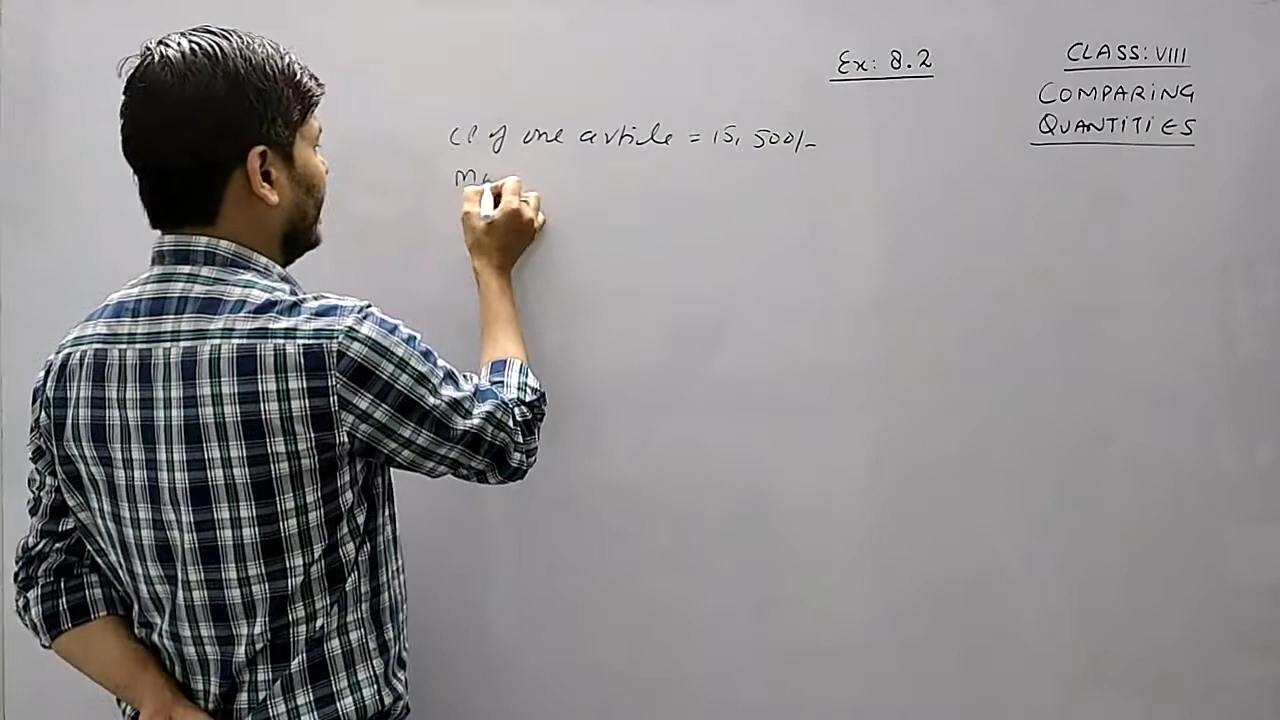 Ex: 8.2
CLASS: VIII
COMPARING
QUANTITIES
CP of one article = 15,500/-
M